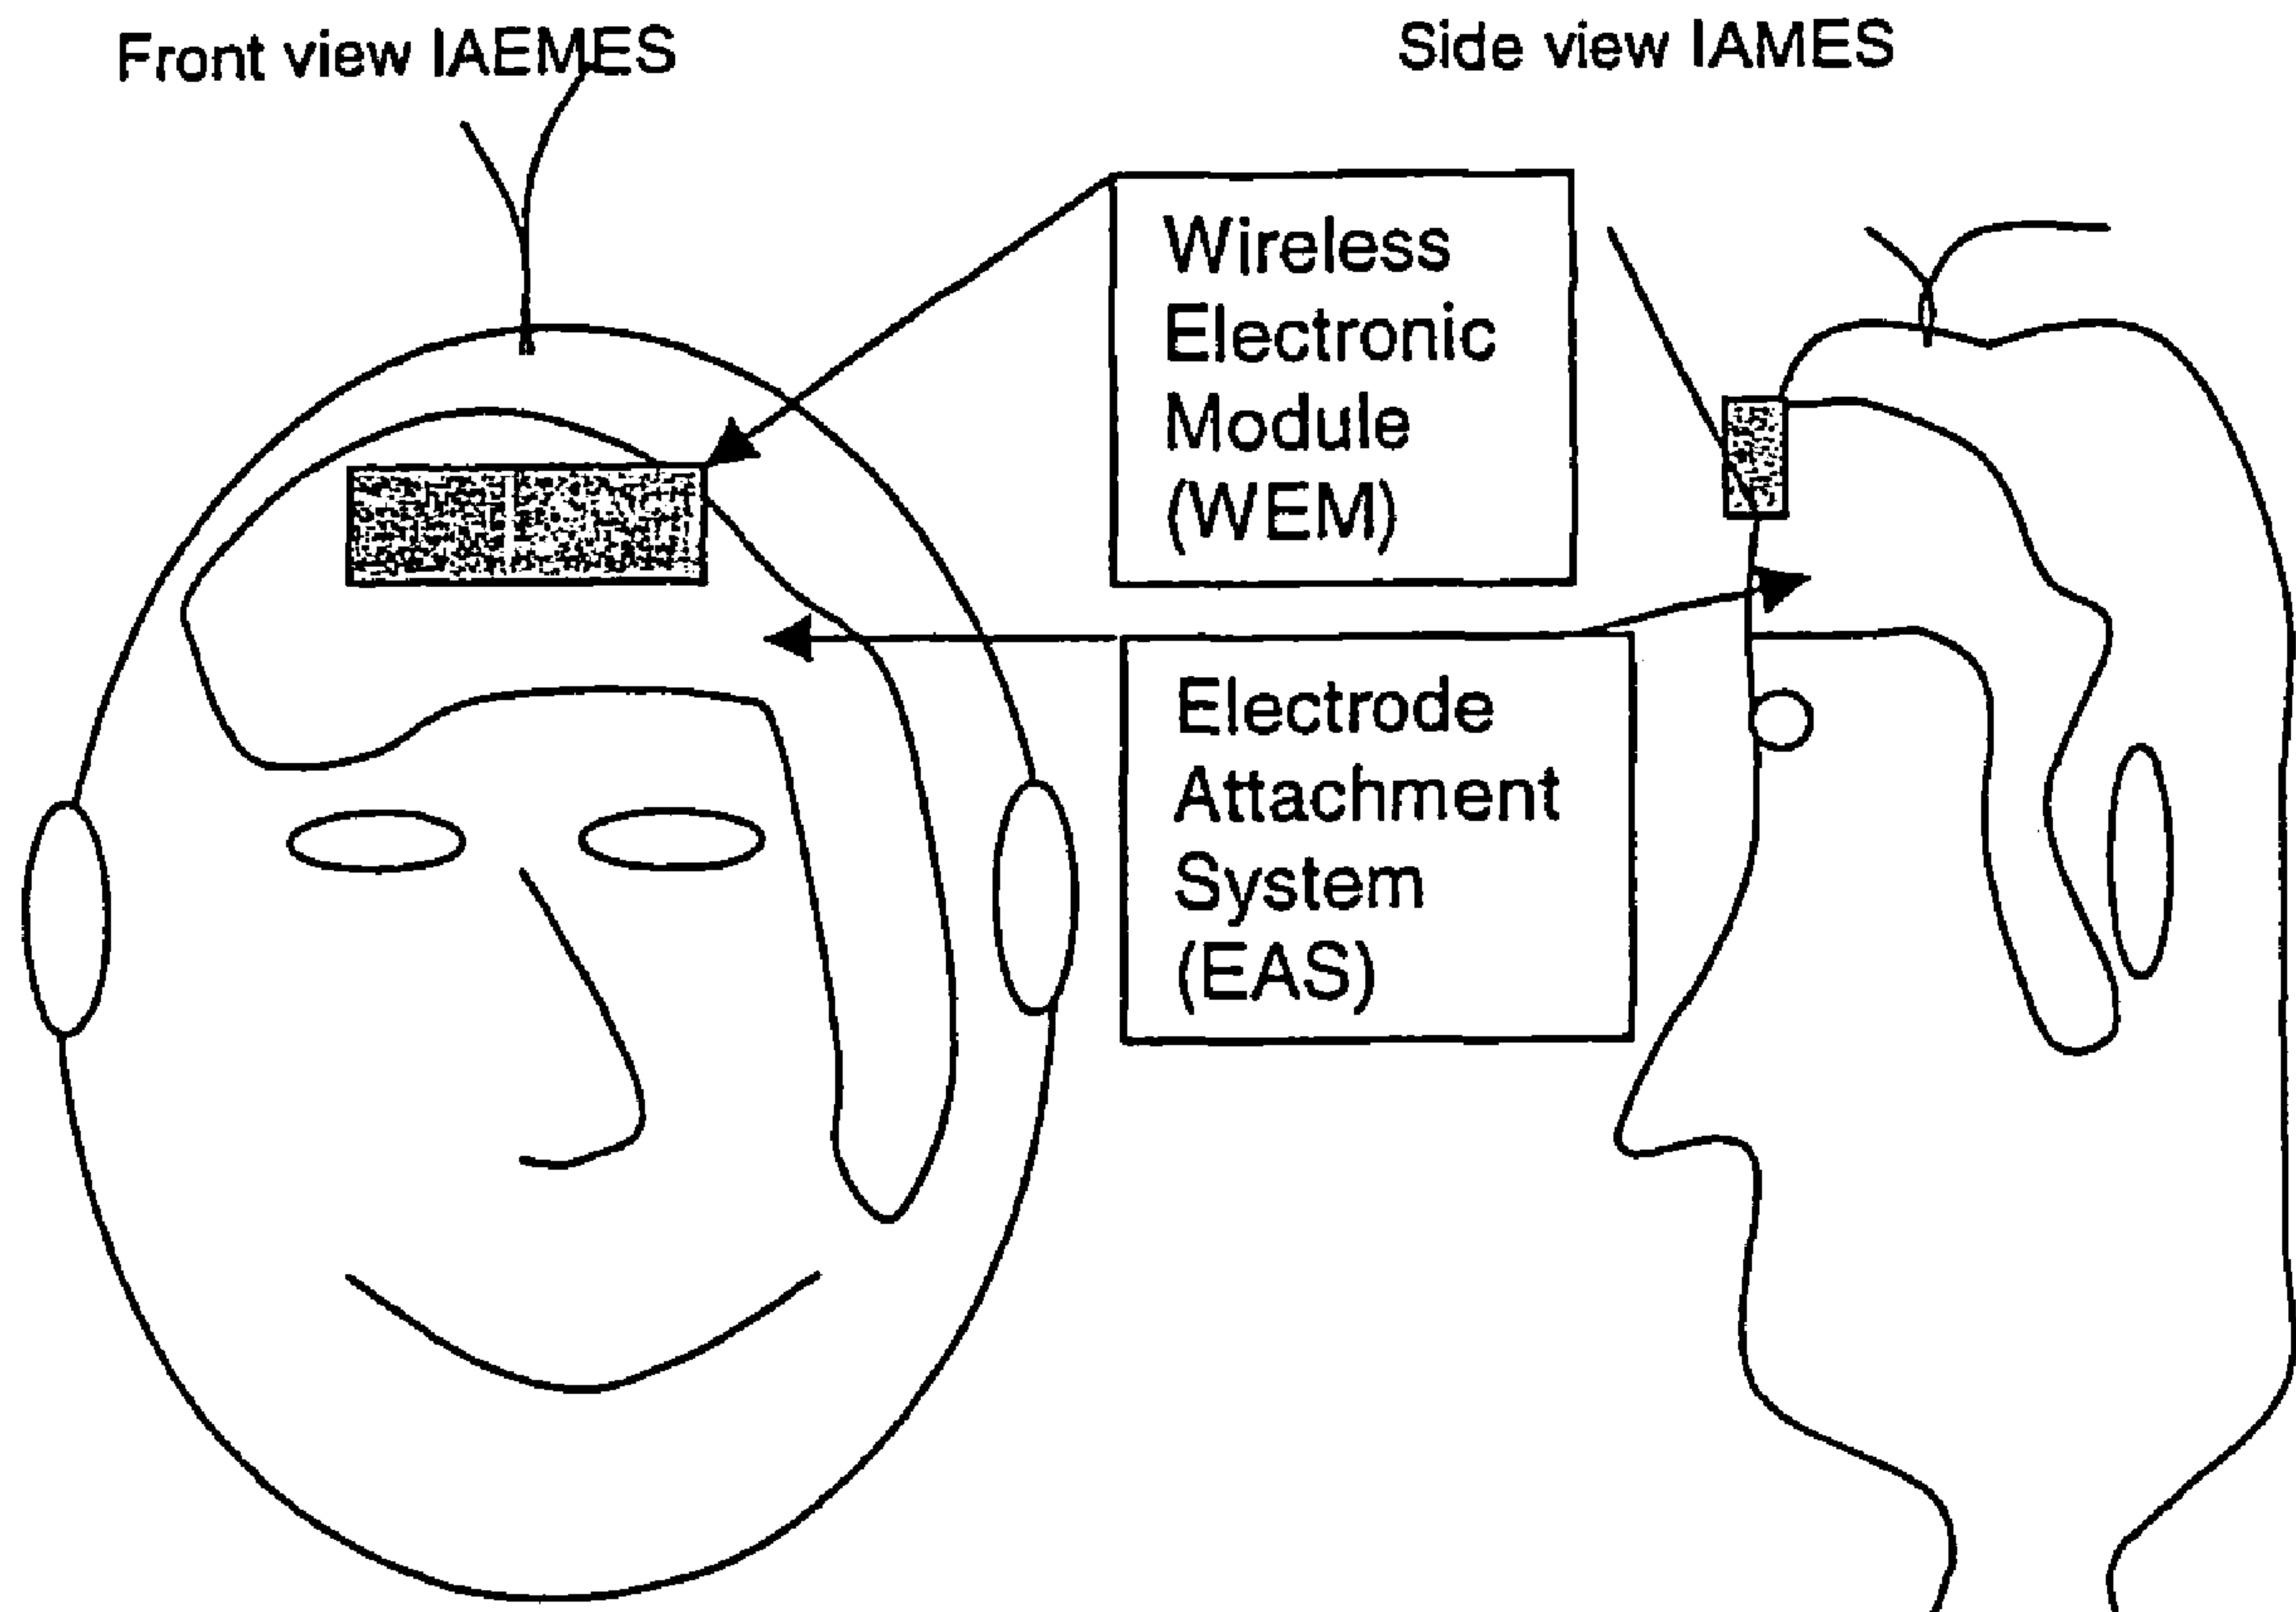 Front view IAEMES
Side view IAMES
Wireless
Electronic
Module
(WEM)
Electrode
Attachment
System
(EAS)